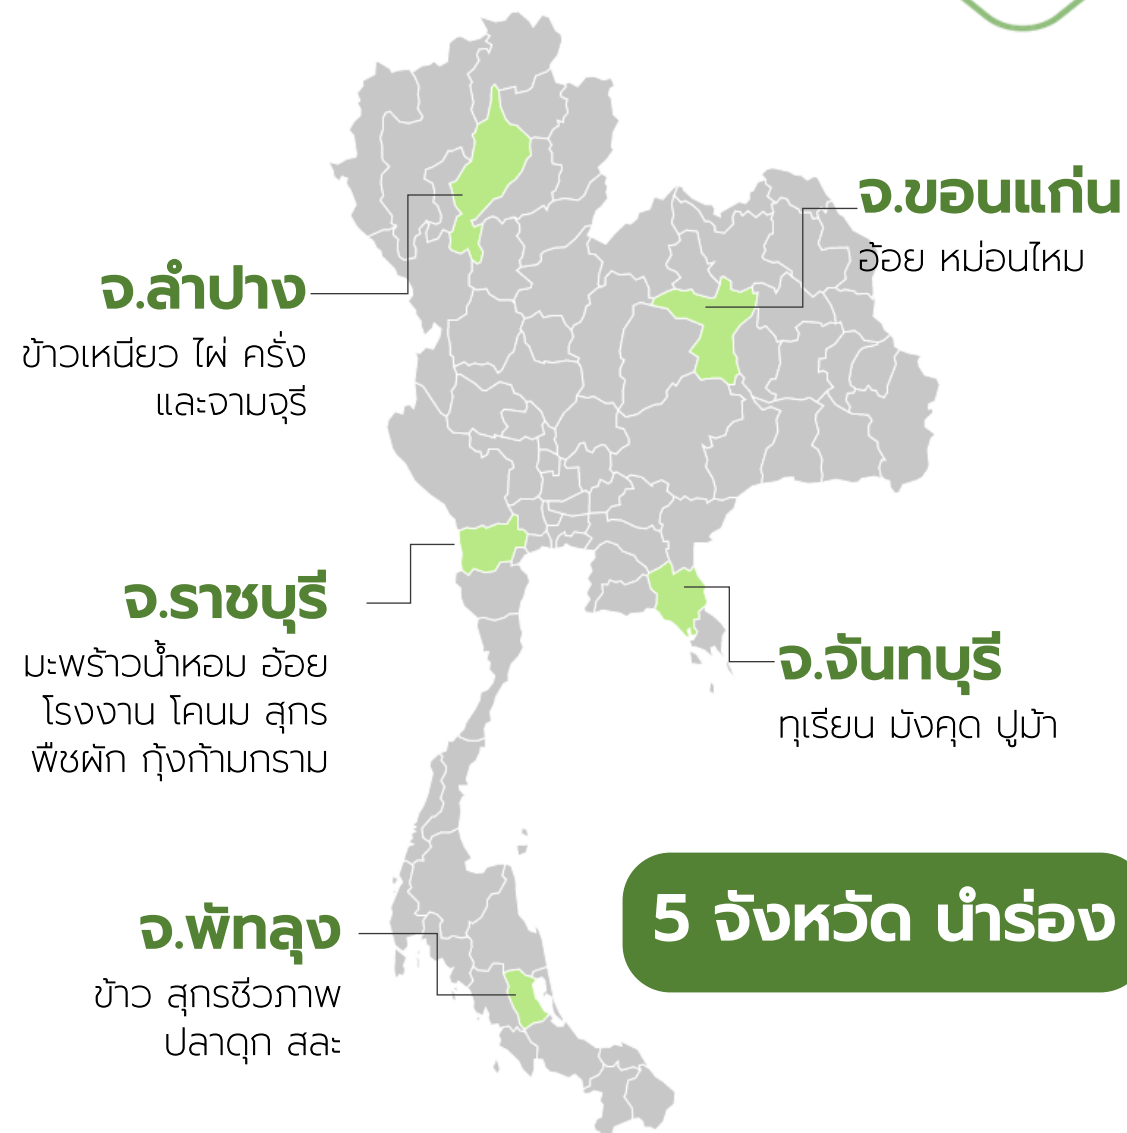 จ.ขอนแก่น
อ้อย หม่อนไหม
จ.ลำปาง
ข้าวเหนียว ไผ่ ครั่ง
และจามจุรี
จ.ราชบุรี
มะพร้าวน้ำหอม อ้อย
โรงงาน โคนม สุกร
พืชผัก กุ้งก้ามกราม
จ.จันทบุรี
ทุเรียน มังคุด ปูม้า
จ.พัทลุง
ข้าว สุกรชีวภาพ
ปลาดุก สละ
5 จังหวัด นำร่อง